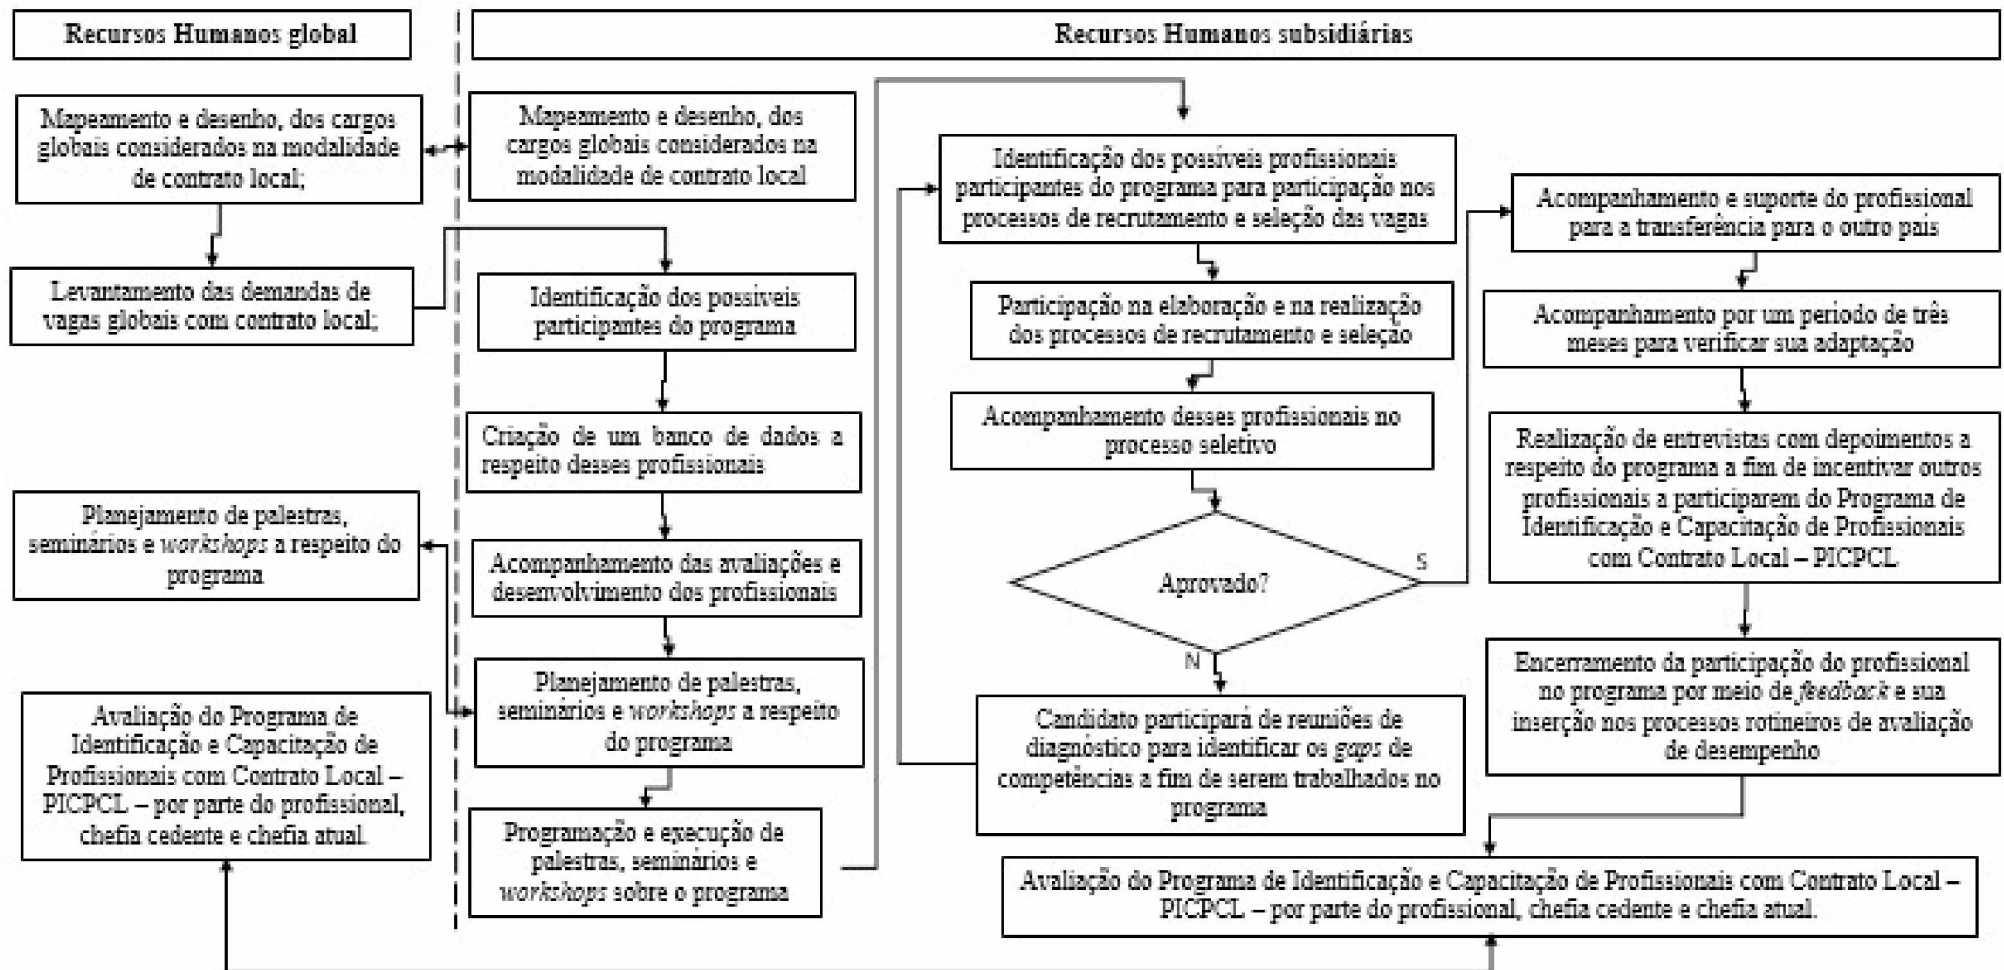 Recursos Humanos global
Recursos Humanos subsidiárias
Mapeamento e desenho, dos cargos
globais considerados na modalidade
de contrato local;
Levantamento das demandas de
vagas globais com contrato local;
Planejamento de palestras,
seminários e workshops a respeito do
programa
Avaliação do Programa de
Identificação e Capacitação de
Profissionais com Contrato Local –
PICPCL – por parte do profissional,
chefia cedente e chefia atual.
Mapeamento e desenho, dos
cargos globais considerados na
modalidade de contrato local
Identificação dos possíveis
participantes do programa
Criação de um banco de dados a
respeito desses profissionais
Acompanhamento das avaliações e
desenvolvimento dos profissionais
Planejamento de palestras,
seminários e workshops a respeito
do programa
Programação e execução de
palestras, seminários e
workshops sobre o programa
Identificação dos possíveis profissionais
participantes do programa para participação nos
processos de recrutamento e seleção das vagas
Participação na elaboração e na realização
dos processos de recrutamento e seleção
Acompanhamento desses profissionais no
processo seletivo
Aprovado?
S
N
Candidato participará de reuniões de
diagnóstico para identificar os gaps de
competências a fim de serem trabalhados no
programa
Acompanhamento e suporte do profissional
para a transferência para o outro país
Acompanhamento por um período de três
meses para verificar sua adaptação
Realização de entrevistas com depoimentos a
respeito do programa a fim de incentivar outros
profissionais a participarem do Programa de
Identificação e Capacitação de Profissionais
com Contrato Local – PICPCL
Encerramento da participação do profissional
no programa por meio de feedback e sua
inserção nos processos rotineiros de avaliação
de desempenho
Avaliação do Programa de Identificação e Capacitação de Profissionais com Contrato Local –
PICPCL – por parte do profissional, chefia cedente e chefia atual.